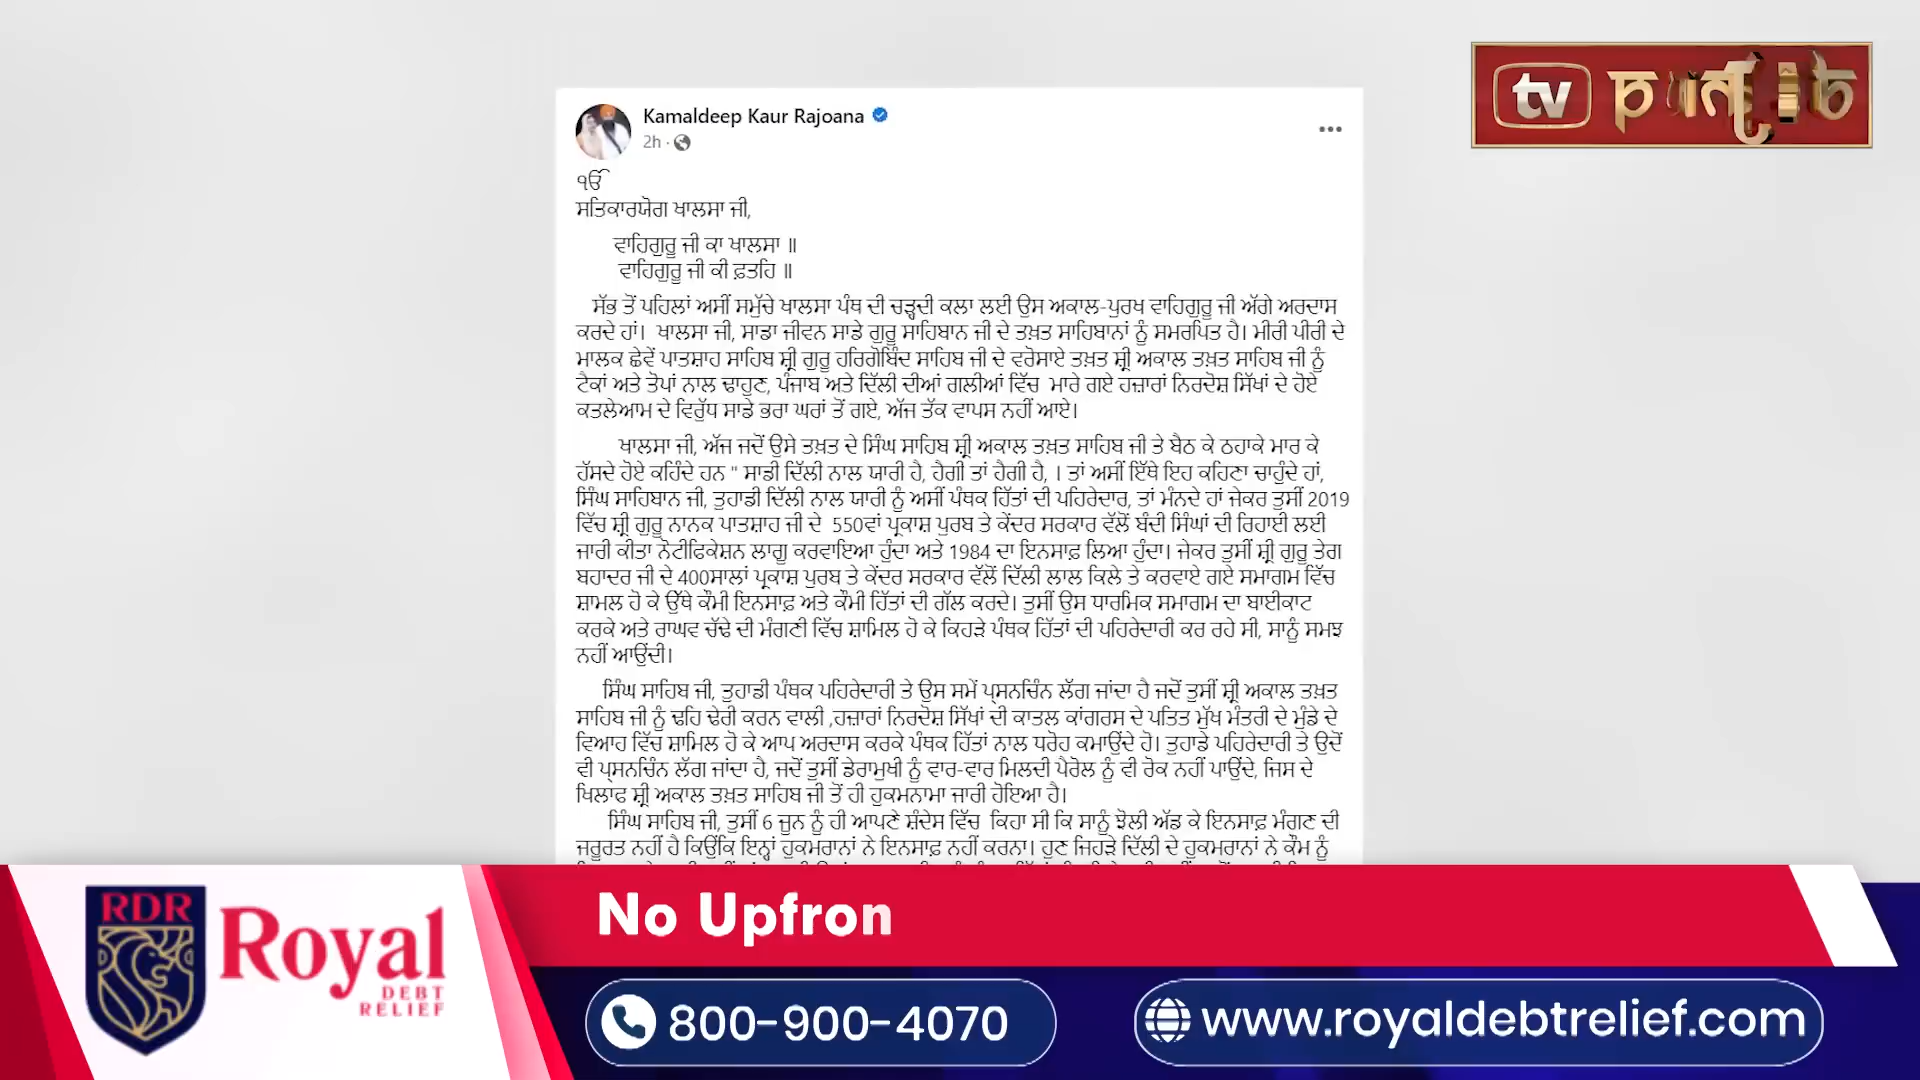 Kamaldeep Kaur Rajoana
2h ·
ੴ
ਸਤਿਕਾਰਯੋਗ ਖਾਲਸਾ ਜੀ,
ਵਾਹਿਗੁਰੂ ਜੀ ਕਾ ਖਾਲਸਾ ॥
ਵਾਹਿਗੁਰੂ ਜੀ ਕੀ ਫ਼ਤਹਿ ॥
ਸੱਭ ਤੋਂ ਪਹਿਲਾਂ ਅਸੀਂ ਸਮੁੱਚੇ ਖਾਲਸਾ ਪੰਥ ਦੀ ਚੜ੍ਹਦੀ ਕਲਾ ਲਈ ਉਸ ਅਕਾਲ-ਪੁਰਖ ਵਾਹਿਗੁਰੂ ਜੀ ਅੱਗੇ ਅਰਦਾਸ
ਕਰਦੇ ਹਾਂ। ਖਾਲਸਾ ਜੀ, ਸਾਡਾ ਜੀਵਨ ਸਾਡੇ ਗੁਰੂ ਸਾਹਿਬਾਨ ਜੀ ਦੇ ਤਖ਼ਤ ਸਾਹਿਬਾਨਾਂ ਨੂੰ ਸਮਰਪਿਤ ਹੈ। ਮੀਰੀ ਪੀਰੀ ਦੇ
ਮਾਲਕ ਛੇਵੇਂ ਪਾਤਸ਼ਾਹ ਸਾਹਿਬ ਸ਼੍ਰੀ ਗੁਰੂ ਹਰਿਗੋਬਿੰਦ ਸਾਹਿਬ ਜੀ ਦੇ ਵਰੋਸਾਏ ਤਖ਼ਤ ਸ਼੍ਰੀ ਅਕਾਲ ਤਖ਼ਤ ਸਾਹਿਬ ਜੀ ਨੂੰ
ਟੈਕਾਂ ਅਤੇ ਤੋਪਾਂ ਨਾਲ ਢਾਹੁਣ, ਪੰਜਾਬ ਅਤੇ ਦਿੱਲੀ ਦੀਆਂ ਗਲੀਆਂ ਵਿੱਚ ਮਾਰੇ ਗਏ ਹਜ਼ਾਰਾਂ ਨਿਰਦੋਸ਼ ਸਿੱਖਾਂ ਦੇ ਹੋਏ
ਕਤਲੇਆਮ ਦੇ ਵਿਰੁੱਧ ਸਾਡੇ ਭਰਾ ਘਰਾਂ ਤੋਂ ਗਏ, ਅੱਜ ਤੱਕ ਵਾਪਸ ਨਹੀਂ ਆਏ।
ਖਾਲਸਾ ਜੀ, ਅੱਜ ਜਦੋਂ ਉਸੇ ਤਖ਼ਤ ਦੇ ਸਿੰਘ ਸਾਹਿਬ ਸ਼੍ਰੀ ਅਕਾਲ ਤਖ਼ਤ ਸਾਹਿਬ ਜੀ ਤੇ ਬੈਠ ਕੇ ਠਹਾਕੇ ਮਾਰ ਕੇ
ਹੱਸਦੇ ਹੋਏ ਕਹਿੰਦੇ ਹਨ " ਸਾਡੀ ਦਿੱਲੀ ਨਾਲ ਯਾਰੀ ਹੈ, ਹੈਗੀ ਤਾਂ ਹੈਗੀ ਹੈ, । ਤਾਂ ਅਸੀਂ ਇੱਥੇ ਇਹ ਕਹਿਣਾ ਚਾਹੁੰਦੇ ਹਾਂ,
ਸਿੰਘ ਸਾਹਿਬਾਨ ਜੀ, ਤੁਹਾਡੀ ਦਿੱਲੀ ਨਾਲ ਯਾਰੀ ਨੂੰ ਅਸੀਂ ਪੰਥਕ ਹਿੱਤਾਂ ਦੀ ਪਹਿਰੇਦਾਰ, ਤਾਂ ਮੰਨਦੇ ਹਾਂ ਜੇਕਰ ਤੁਸੀਂ 2019
ਵਿੱਚ ਸ਼੍ਰੀ ਗੁਰੂ ਨਾਨਕ ਪਾਤਸ਼ਾਹ ਜੀ ਦੇ 550ਵਾਂ ਪ੍ਰਕਾਸ਼ ਪੁਰਬ ਤੇ ਕੇਂਦਰ ਸਰਕਾਰ ਵੱਲੋਂ ਬੰਦੀ ਸਿੰਘਾਂ ਦੀ ਰਿਹਾਈ ਲਈ
ਜਾਰੀ ਕੀਤਾ ਨੋਟੀਫਿਕੇਸ਼ਨ ਲਾਗੂ ਕਰਵਾਇਆ ਹੁੰਦਾ ਅਤੇ 1984 ਦਾ ਇਨਸਾਫ਼ ਲਿਆ ਹੁੰਦਾ। ਜੇਕਰ ਤੁਸੀਂ ਸ਼੍ਰੀ ਗੁਰੂ ਤੇਗ
ਬਹਾਦਰ ਜੀ ਦੇ 400ਸਾਲਾਂ ਪ੍ਰਕਾਸ਼ ਪੁਰਬ ਤੇ ਕੇਂਦਰ ਸਰਕਾਰ ਵੱਲੋਂ ਦਿੱਲੀ ਲਾਲ ਕਿਲੇ ਤੇ ਕਰਵਾਏ ਗਏ ਸਮਾਗਮ ਵਿੱਚ
ਸ਼ਾਮਲ ਹੋ ਕੇ ਉੱਥੇ ਕੌਮੀ ਇਨਸਾਫ਼ ਅਤੇ ਕੌਮੀ ਹਿੱਤਾਂ ਦੀ ਗੱਲ ਕਰਦੇ। ਤੁਸੀਂ ਉਸ ਧਾਰਮਿਕ ਸਮਾਗਮ ਦਾ ਬਾਈਕਾਟ
ਕਰਕੇ ਅਤੇ ਰਾਘਵ ਚੱਢੇ ਦੀ ਮੰਗਣੀ ਵਿੱਚ ਸ਼ਾਮਿਲ ਹੋ ਕੇ ਕਿਹੜੇ ਪੰਥਕ ਹਿੱਤਾਂ ਦੀ ਪਹਿਰੇਦਾਰੀ ਕਰ ਰਹੇ ਸੀ, ਸਾਨੂੰ ਸਮਝ
ਨਹੀਂ ਆਉਂਦੀ।
ਸਿੰਘ ਸਾਹਿਬ ਜੀ, ਤੁਹਾਡੀ ਪੰਥਕ ਪਹਿਰੇਦਾਰੀ ਤੇ ਉਸ ਸਮੇਂ ਪ੍ਰਸਨਚਿੰਨ ਲੱਗ ਜਾਂਦਾ ਹੈ ਜਦੋਂ ਤੁਸੀਂ ਸ਼੍ਰੀ ਅਕਾਲ ਤਖ਼ਤ
ਸਾਹਿਬ ਜੀ ਨੂੰ ਢਹਿ ਢੇਰੀ ਕਰਨ ਵਾਲੀ ,ਹਜ਼ਾਰਾਂ ਨਿਰਦੋਸ਼ ਸਿੱਖਾਂ ਦੀ ਕਾਤਲ ਕਾਂਗਰਸ ਦੇ ਪਤਿਤ ਮੁੱਖ ਮੰਤਰੀ ਦੇ ਮੁੰਡੇ ਦੇ
ਵਿਆਹ ਵਿੱਚ ਸ਼ਾਮਿਲ ਹੋ ਕੇ ਆਪ ਅਰਦਾਸ ਕਰਕੇ ਪੰਥਕ ਹਿੱਤਾਂ ਨਾਲ ਧਰੋਹ ਕਮਾਉਂਦੇ ਹੋ। ਤੁਹਾਡੇ ਪਹਿਰੇਦਾਰੀ ਤੇ ਉਦੋਂ
ਵੀ ਪ੍ਰਸਨਚਿੰਨ ਲੱਗ ਜਾਂਦਾ ਹੈ, ਜਦੋਂ ਤੁਸੀਂ ਡੇਰਾਮੁਖੀ ਨੂੰ ਵਾਰ-ਵਾਰ ਮਿਲਦੀ ਪੈਰੋਲ ਨੂੰ ਵੀ ਰੋਕ ਨਹੀਂ ਪਾਉਂਦੇ, ਜਿਸ ਦੇ
ਖਿਲਾਫ ਸ਼੍ਰੀ ਅਕਾਲ ਤਖ਼ਤ ਸਾਹਿਬ ਜੀ ਤੋਂ ਹੀ ਹੁਕਮਨਾਮਾ ਜਾਰੀ ਹੋਇਆ ਹੈ।
ਸਿੰਘ ਸਾਹਿਬ ਜੀ, ਤੁਸੀਂ 6 ਜੂਨ ਨੂੰ ਹੀ ਆਪਣੇ ਸ਼ੰਦੇਸ ਵਿੱਚ ਕਿਹਾ ਸੀ ਕਿ ਸਾਨੂੰ ਝੋਲੀ ਅੱਡ ਕੇ ਇਨਸਾਫ਼ ਮੰਗਣ ਦੀ
ਜਰੂਰਤ ਨਹੀਂ ਹੈ ਕਿਉਂਕਿ ਇਨ੍ਹਾਂ ਹੁਕਮਰਾਨਾਂ ਨੇ ਇਨਸਾਫ਼ ਨਹੀਂ ਕਰਨਾ। ਹੁਣ ਜਿਹੜੇ ਦਿੱਲੀ ਦੇ ਹੁਕਮਰਾਨਾਂ ਨੇ ਕੌਮ ਨੂੰ
tv
RDR
Royal
DEBT
RELIEF
No Upfron
800-900-4070
www.royaldebtrelief.com